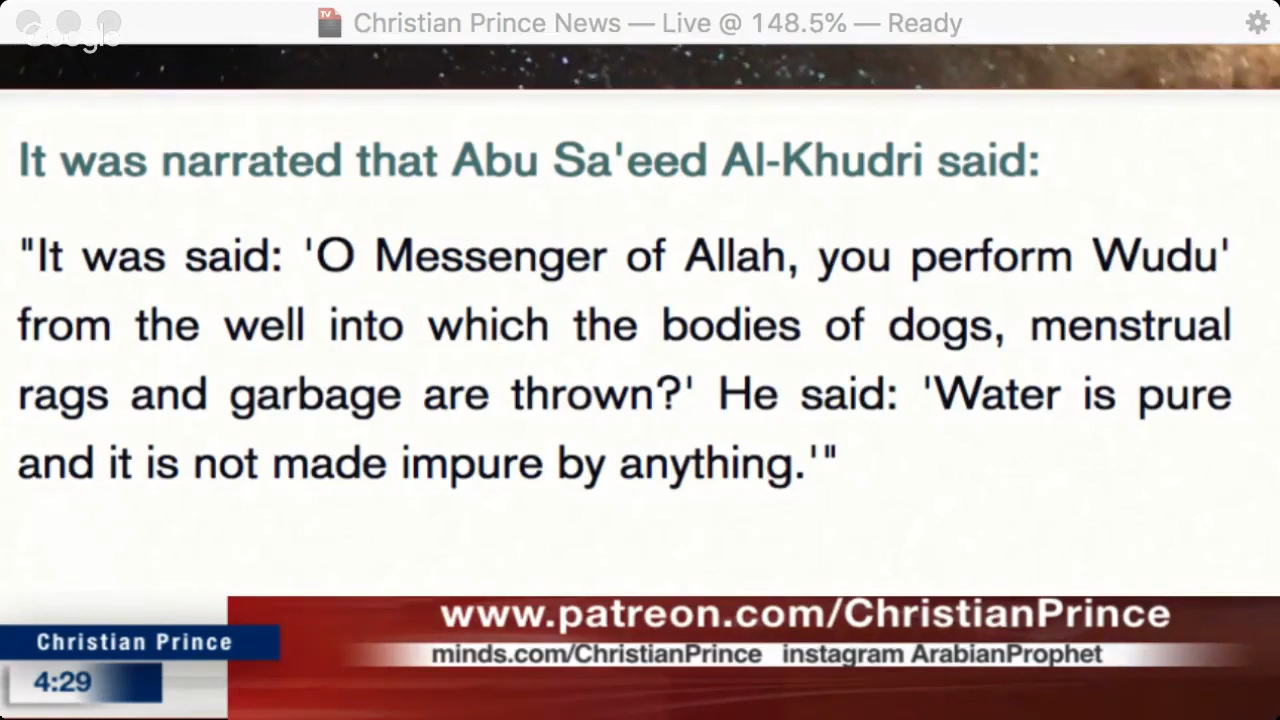 Christian Prince News — Live @ 148.5% — Ready
Google
It was narrated that Abu Sa'eed Al-Khudri said:
"It was said: 'O Messenger of Allah, you perform Wudu'
from the well into which the bodies of dogs, menstrual
rags and garbage are thrown?' He said: 'Water is pure
and it is not made impure by anything.'"
www.patreon.com/ChristianPrince
Christian Prince
minds.com/ChristianPrince instagram ArabianProphet
4:29